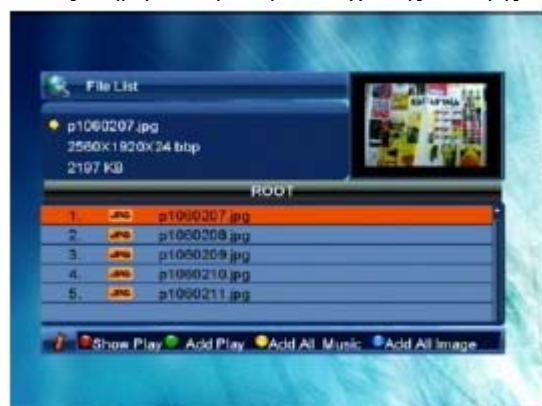 File List
p1060207.jpg
2560X1920X24 bbp
2197 KB
ROOT
1. JPG p1060207.jpg
2. JPG p1060208.jpg
3. JPG p1060209.jpg
4. JPG p1060210.jpg
5. JPG p1060211.jpg
Show Play Add Play Add All Music Add All Image